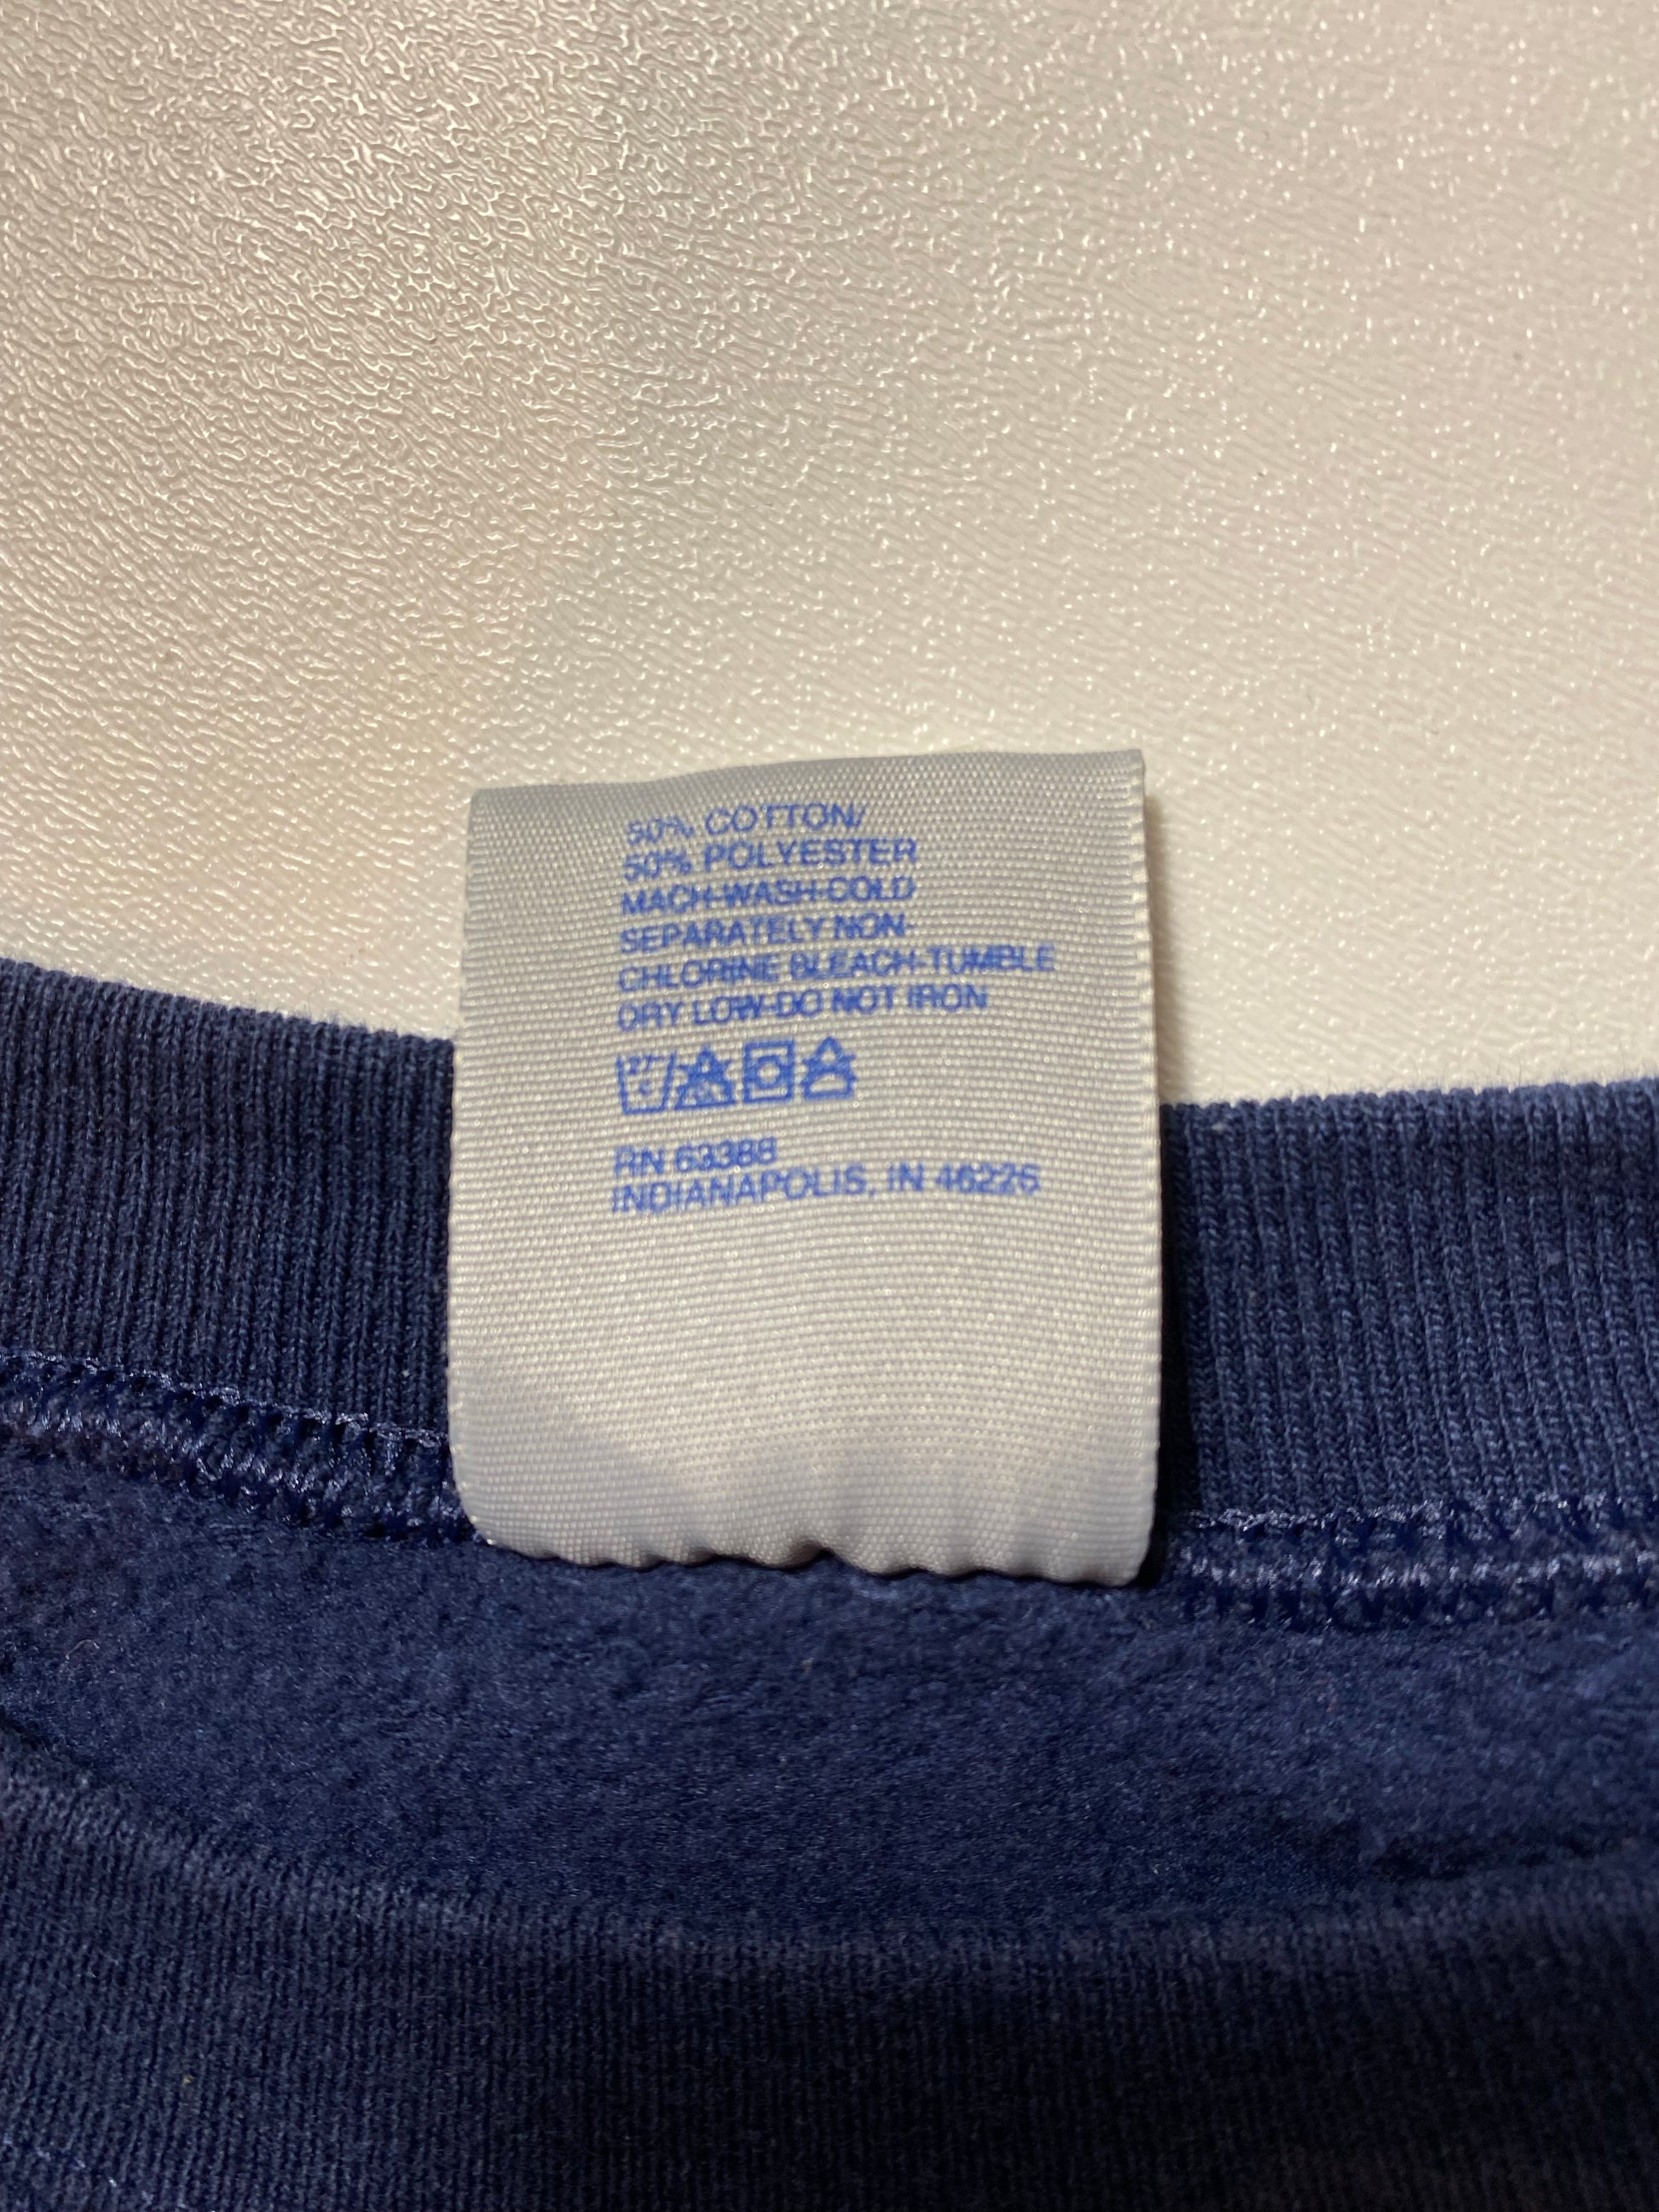 50% COTTON/
50% POLYESTER
MACH-WASH-COLD
SEPARATELY NON-
CHLORINE BLEACH-TUMBLE
DRY LOW-DO NOT IRON
RN 63388
INDIANAPOLIS, IN 46226